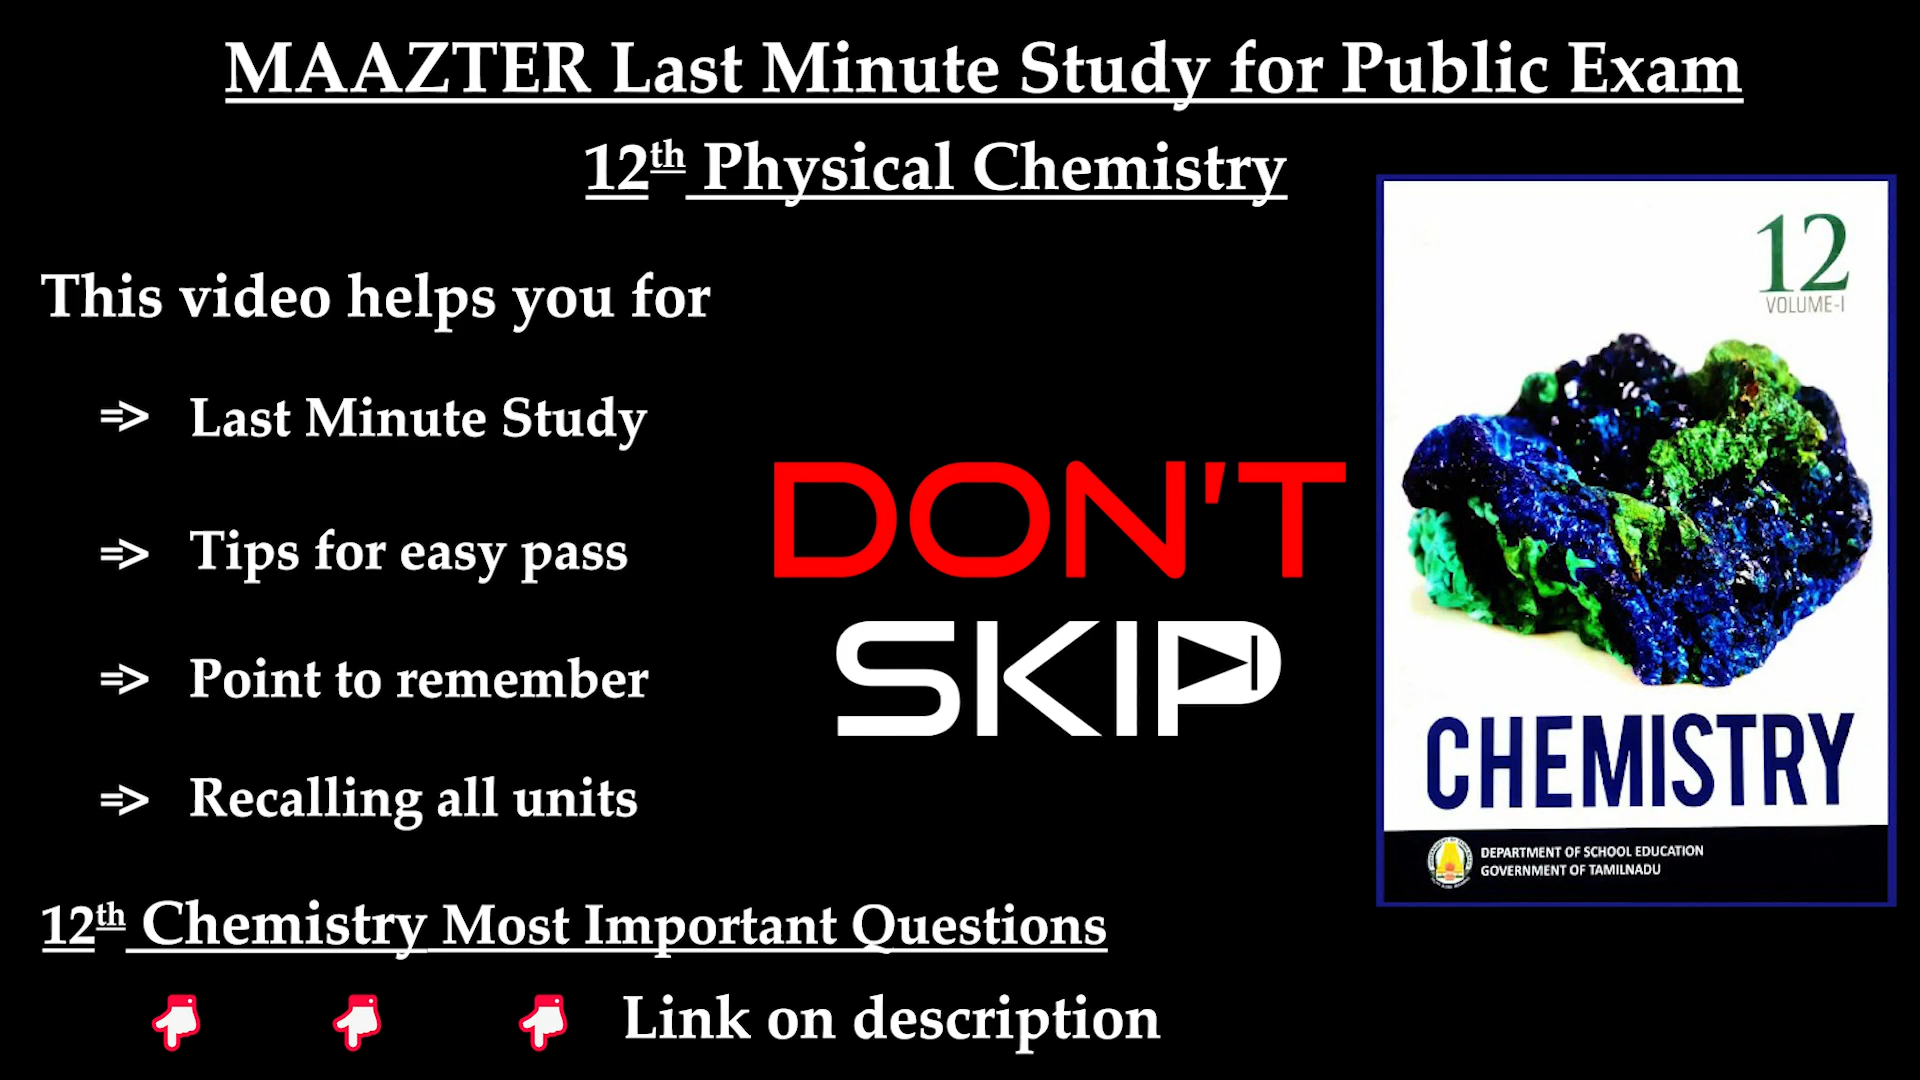 MAAZTER Last Minute Study for Public Exam
12th Physical Chemistry
This video helps you for
=> Last Minute Study
=> Tips for easy pass
=> Point to remember
=> Recalling all units
DON'T
SKIP
12
VOLUME-I
CHEMISTRY
DEPARTMENT OF SCHOOL EDUCATION
GOVERNMENT OF TAMILNADU
12th Chemistry Most Important Questions
Link on description